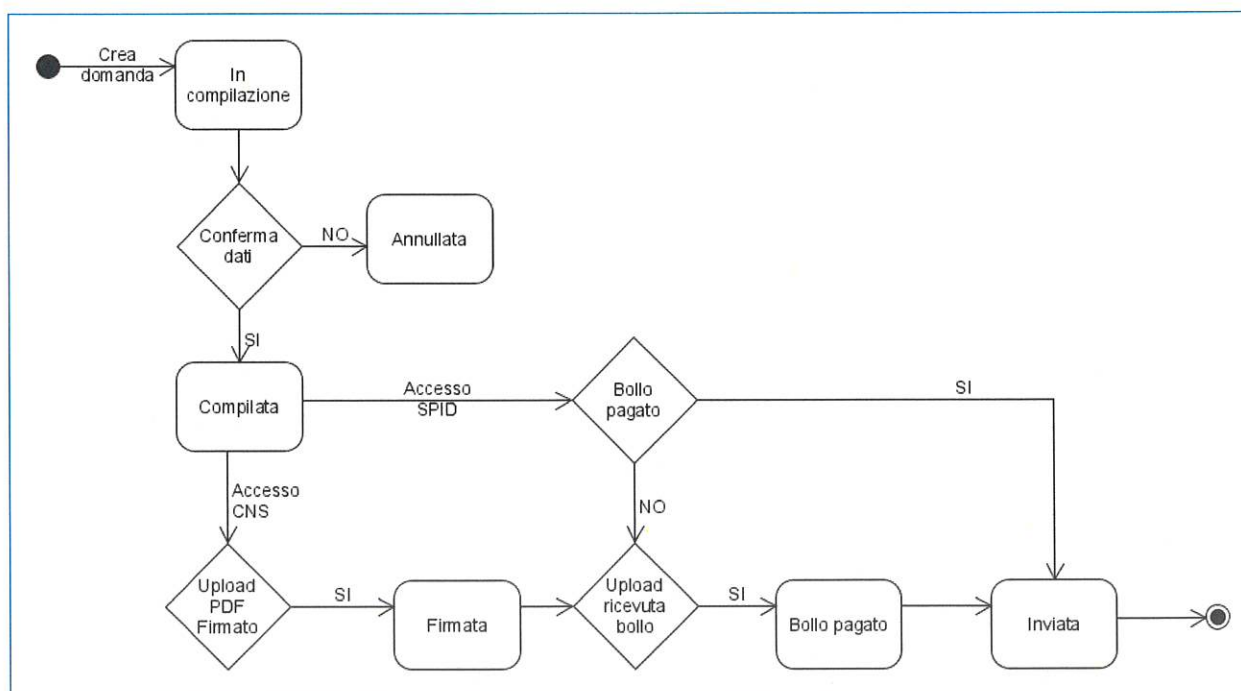 Crea
domanda
In
compilazione
Conferma
dati
NO
Annullata
SI
Compilata
Accesso
SPID
Bollo
pagato
SI
Accesso
CNS
NO
Upload
PDF
Firmato
SI
Firmata
Upload
ricevuta
bollo
SI
Bollo pagato
Inviata